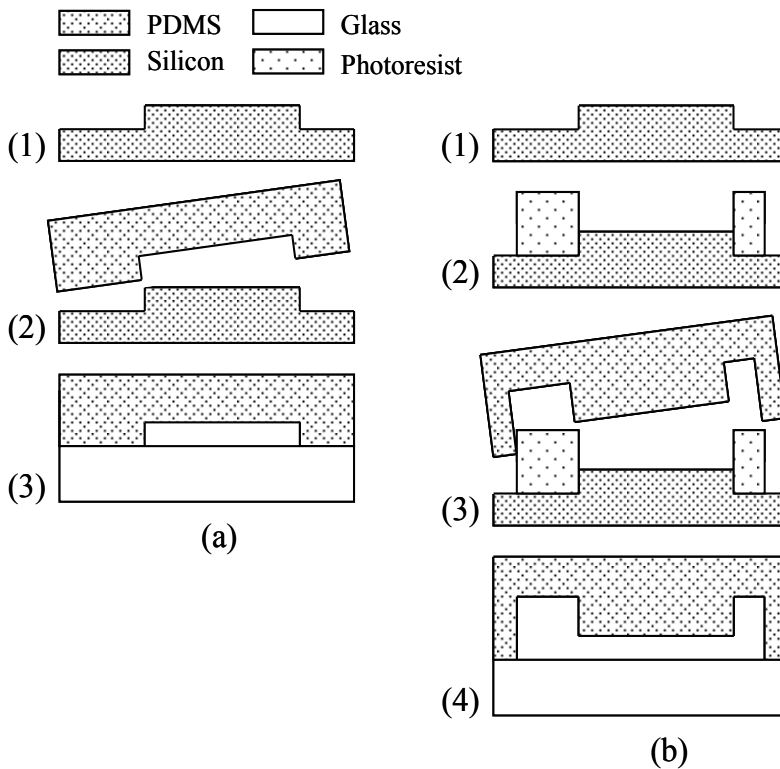 PDMS Glass
Silicon Photoresist
(1)
(2)
(3)
(a)
(1)
(2)
(3)
(4)
(b)